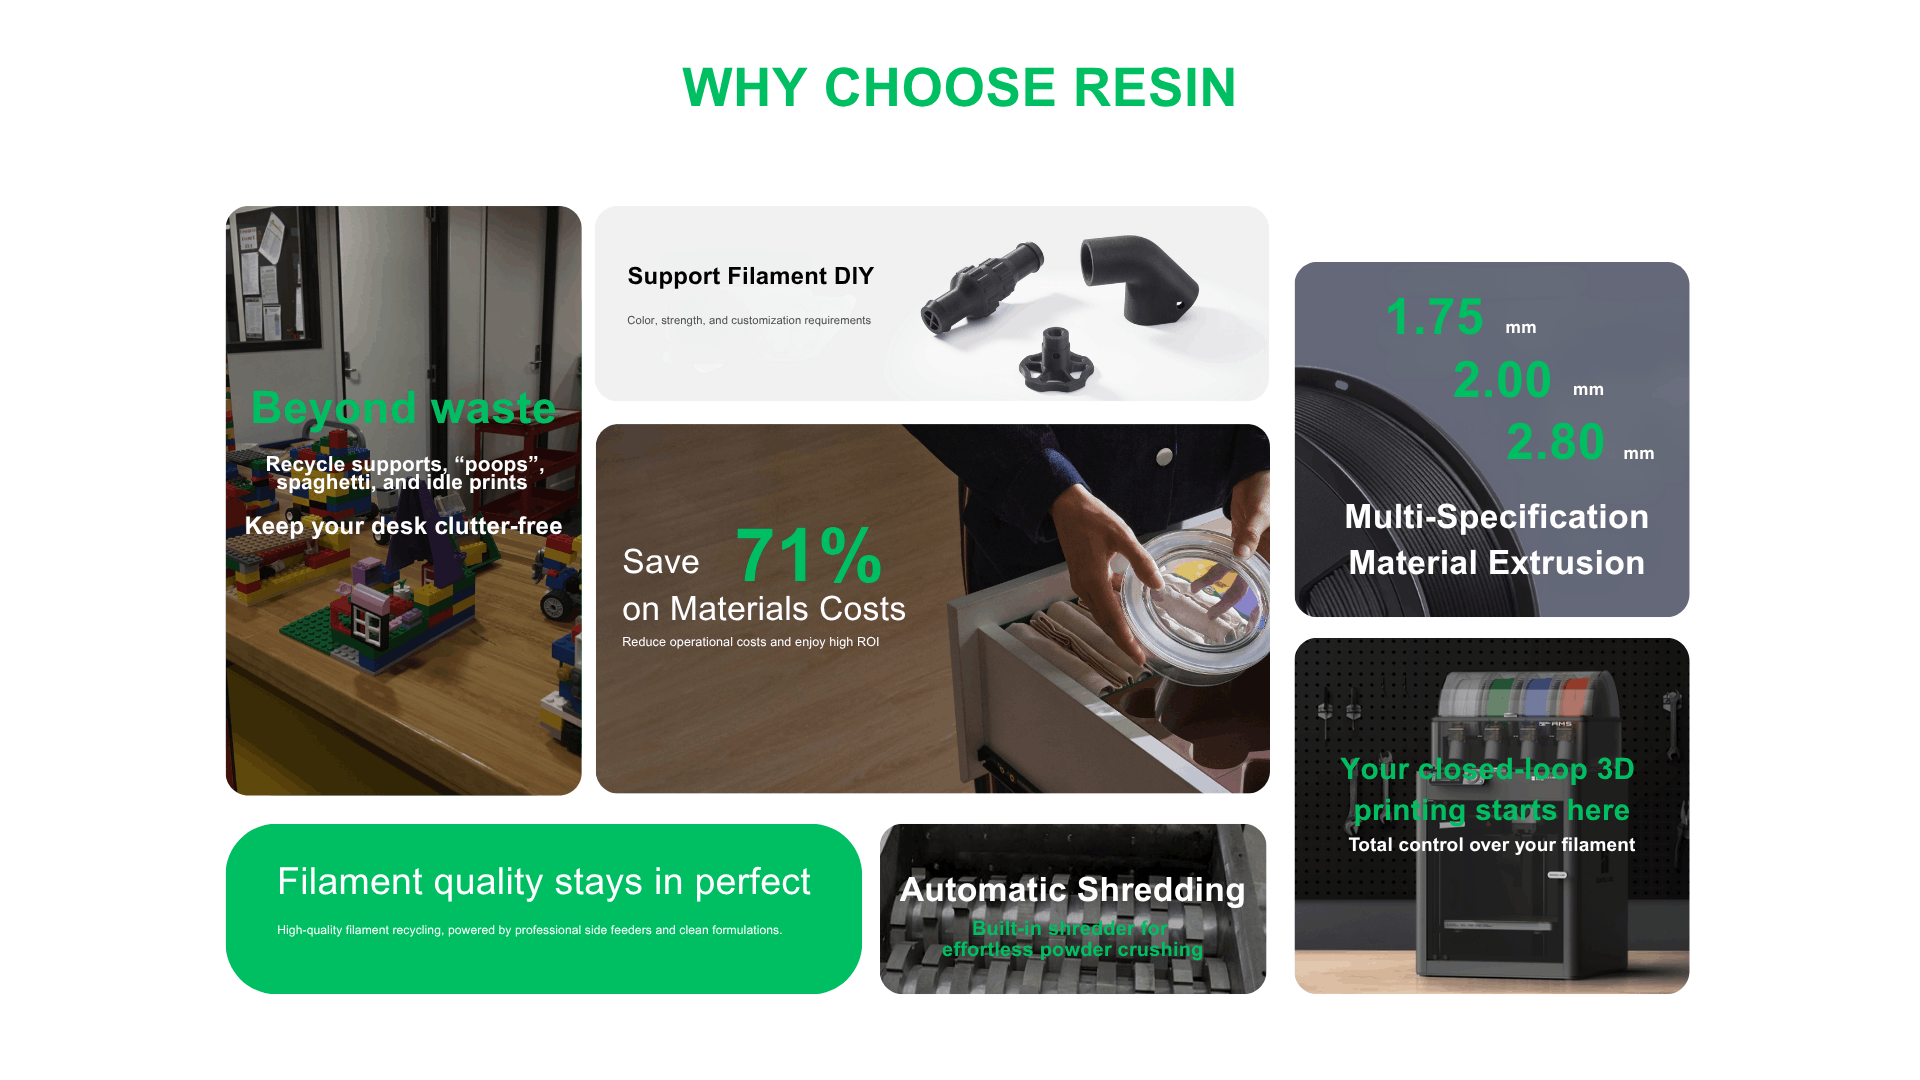 WHY CHOOSE RESIN
Beyond waste
Recycle supports, “poops”,
spaghetti, and idle prints
Keep your desk clutter-free
Support Filament DIY
Color, strength, and customization requirements
Save 71%
on Materials Costs
Reduce operational costs and enjoy high ROI
1.75 mm
2.00 mm
2.80 mm
Multi-Specification
Material Extrusion
AMS
Your closed-loop 3D
printing starts here
Total control over your filament
Filament quality stays in perfect
High-quality filament recycling, powered by professional side feeders and clean formulations.
Automatic Shredding
Built-in shredder for
effortless powder crushing